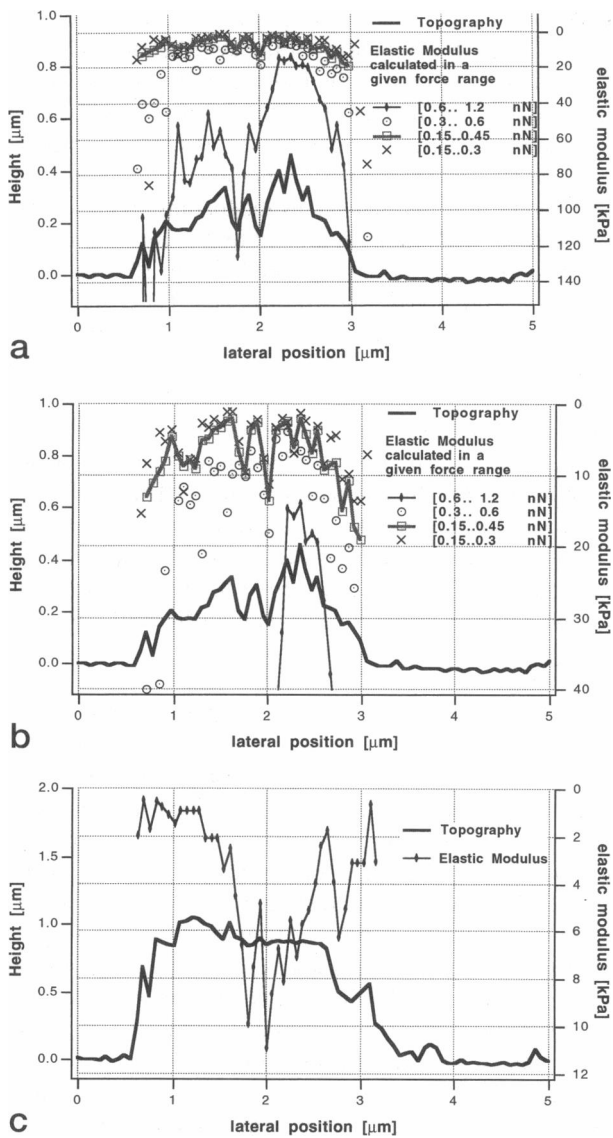 1.0
0.8
0.6
0.4
0.2
0.0
Height [μm]
Topography
Elastic Modulus
calculated in a
given force range
[0.6.. 1.2 nN]
[0.3.. 0.6 nN]
[0.15..0.45 nN]
[0.15..0.3 nN]
0
20
40
60
80
100
120
140
elastic modulus [kPa]
0 1 2 3 4 5
lateral position [μm]
a
1.0
0.8
0.6
0.4
0.2
0.0
Height [μm]
Topography
Elastic Modulus
calculated in a
given force range
[0.6.. 1.2 nN]
[0.3.. 0.6 nN]
[0.15..0.45 nN]
[0.15..0.3 nN]
0
10
20
30
40
elastic modulus [kPa]
0 1 2 3 4 5
lateral position [μm]
b
2.0
1.5
1.0
0.5
0.0
Height [μm]
Topography
Elastic Modulus
0
2
4
6
8
10
12
elastic modulus [kPa]
0 1 2 3 4 5
lateral position [μm]
c